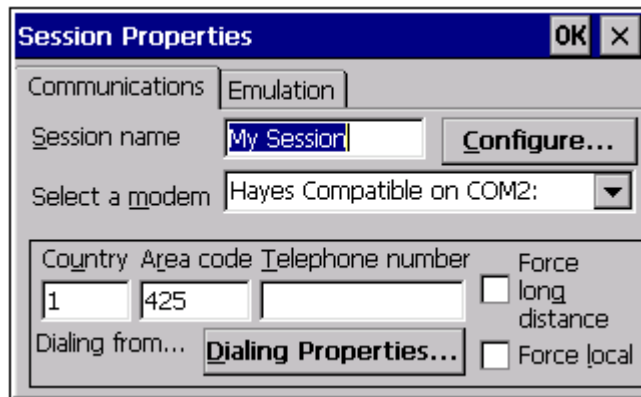 Session Properties OK ×
Communications Emulation
Session name My Session Configure...
Select a modem Hayes Compatible on COM2:
Country Area code Telephone number Force long distance
1 425
Dialing from... Dialing Properties... Force local